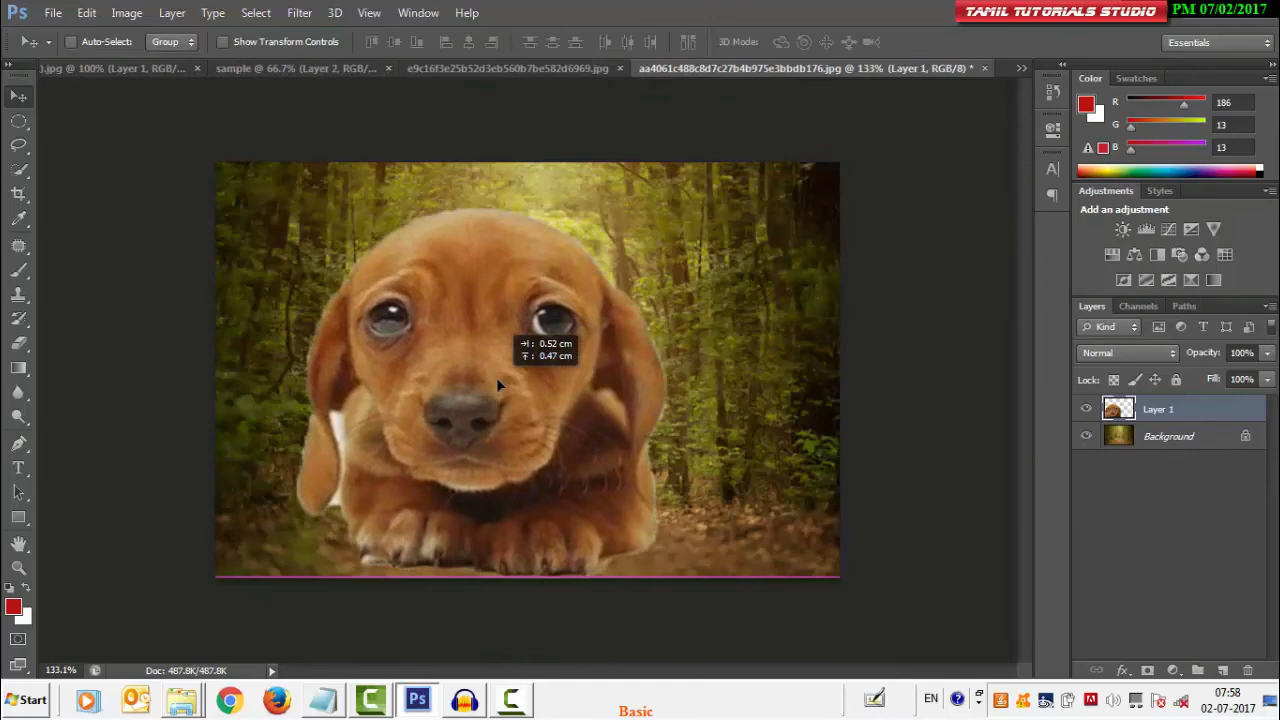 Ps File Edit Image Layer Type Select Filter 3D View Window Help
TAMIL TUTORIALS STUDIO PM 07/02/2017
Auto-Select: Group Show Transform Controls 3D Mode: Essentials
).jpg @ 100% (Layer 1, RGB/... × sample @ 66.7% (Layer 2, RGB/... × e9c16f3e25b52d3eb560b7be582d6969.jpg × aa4061c488c8d7c27b4b975e3bbdb176.jpg @ 133% (Layer 1, RGB/8) * ×
Color Swatches
R 186
G 13
B 13
Adjustments Styles
Add an adjustment
Layers Channels Paths
Kind
Normal Opacity: 100%
Lock: Fill: 100%
Layer 1
Background
: 0.52 cm
: 0.47 cm
133.1% Doc: 487.8K/487.8K
Start Ps EN 07:58
02-07-2017
Basic